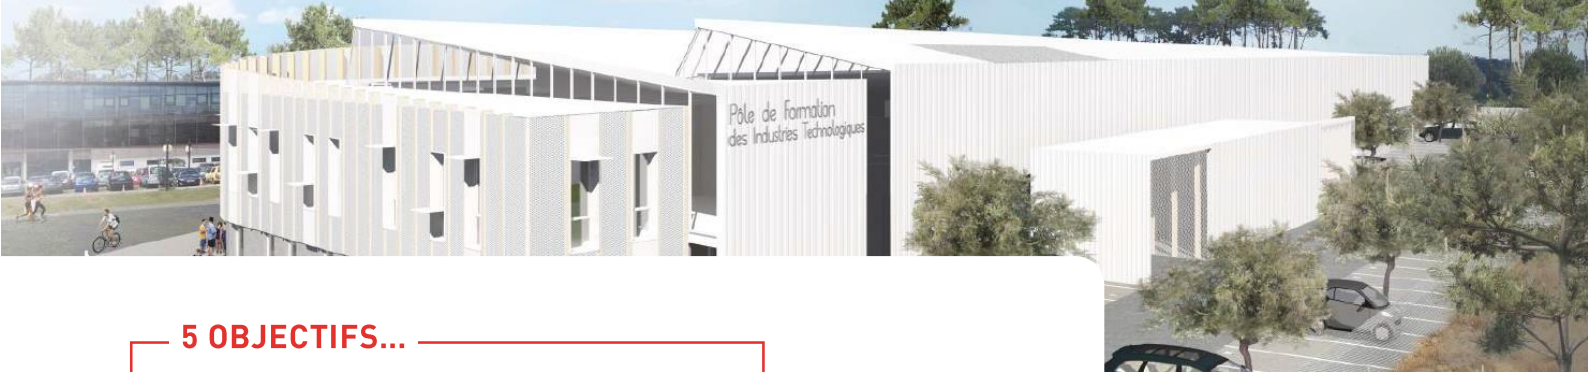 Pôle de Formation
des Industries Technologiques
5 OBJECTIFS...